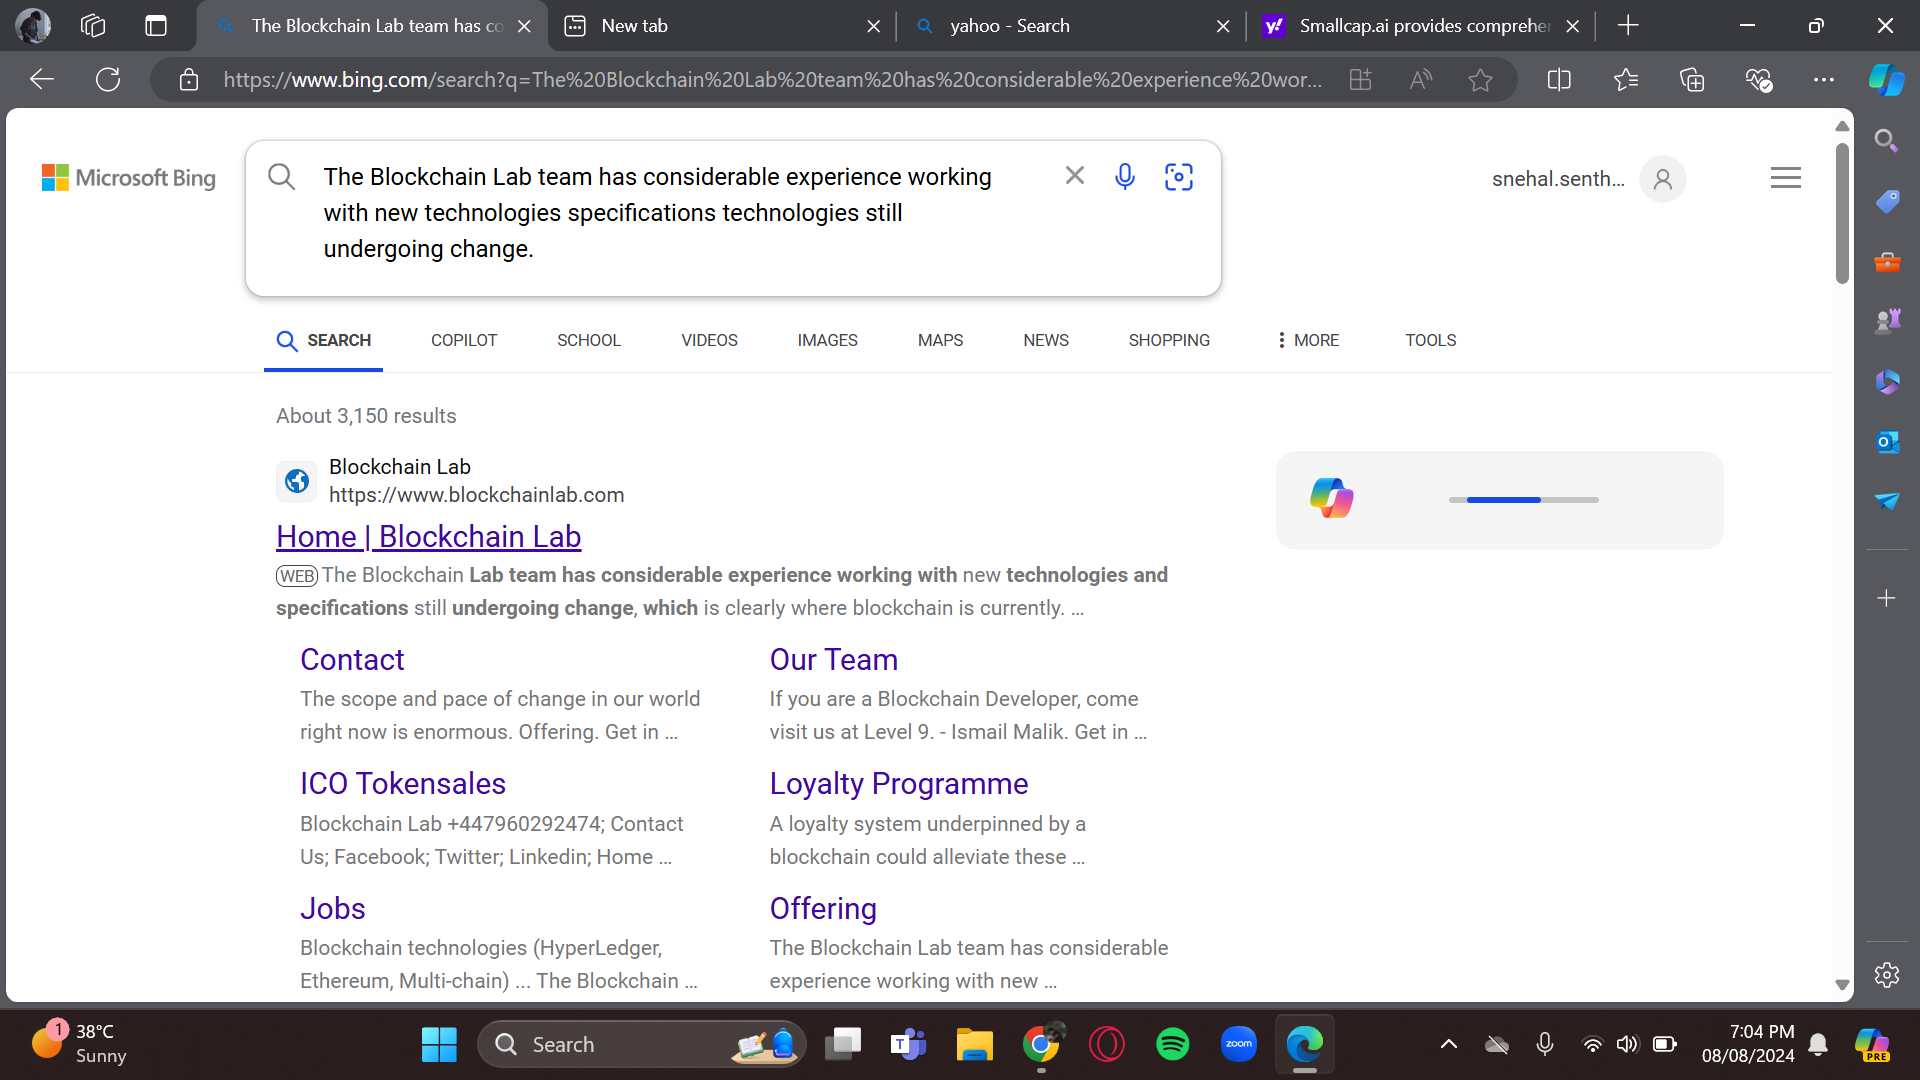 The Blockchain Lab team has co
New tab
yahoo - Search
Smallcap.ai provides compreher
https://www.bing.com/search?q=The%20Blockchain%20Lab%20team%20has%20considerable%20experience%20wor...
Microsoft Bing
The Blockchain Lab team has considerable experience working
with new technologies specifications technologies still
undergoing change.
snehal.senth...
SEARCH
COPILOT
SCHOOL
VIDEOS
IMAGES
MAPS
NEWS
SHOPPING
MORE
TOOLS
About 3,150 results
Blockchain Lab
https://www.blockchainlab.com
Home | Blockchain Lab
WEB The Blockchain Lab team has considerable experience working with new technologies and
specifications still undergoing change, which is clearly where blockchain is currently. ...
Contact
The scope and pace of change in our world
right now is enormous. Offering. Get in ...
Our Team
If you are a Blockchain Developer, come
visit us at Level 9. - Ismail Malik. Get in ...
ICO Tokensales
Blockchain Lab +447960292474; Contact
Us; Facebook; Twitter; Linkedin; Home ...
Loyalty Programme
A loyalty system underpinned by a
blockchain could alleviate these ...
Jobs
Blockchain technologies (HyperLedger,
Ethereum, Multi-chain) ... The Blockchain ...
Offering
The Blockchain Lab team has considerable
experience working with new ...
1
38°C
Sunny
Search
zoom
7:04 PM
08/08/2024
PRE